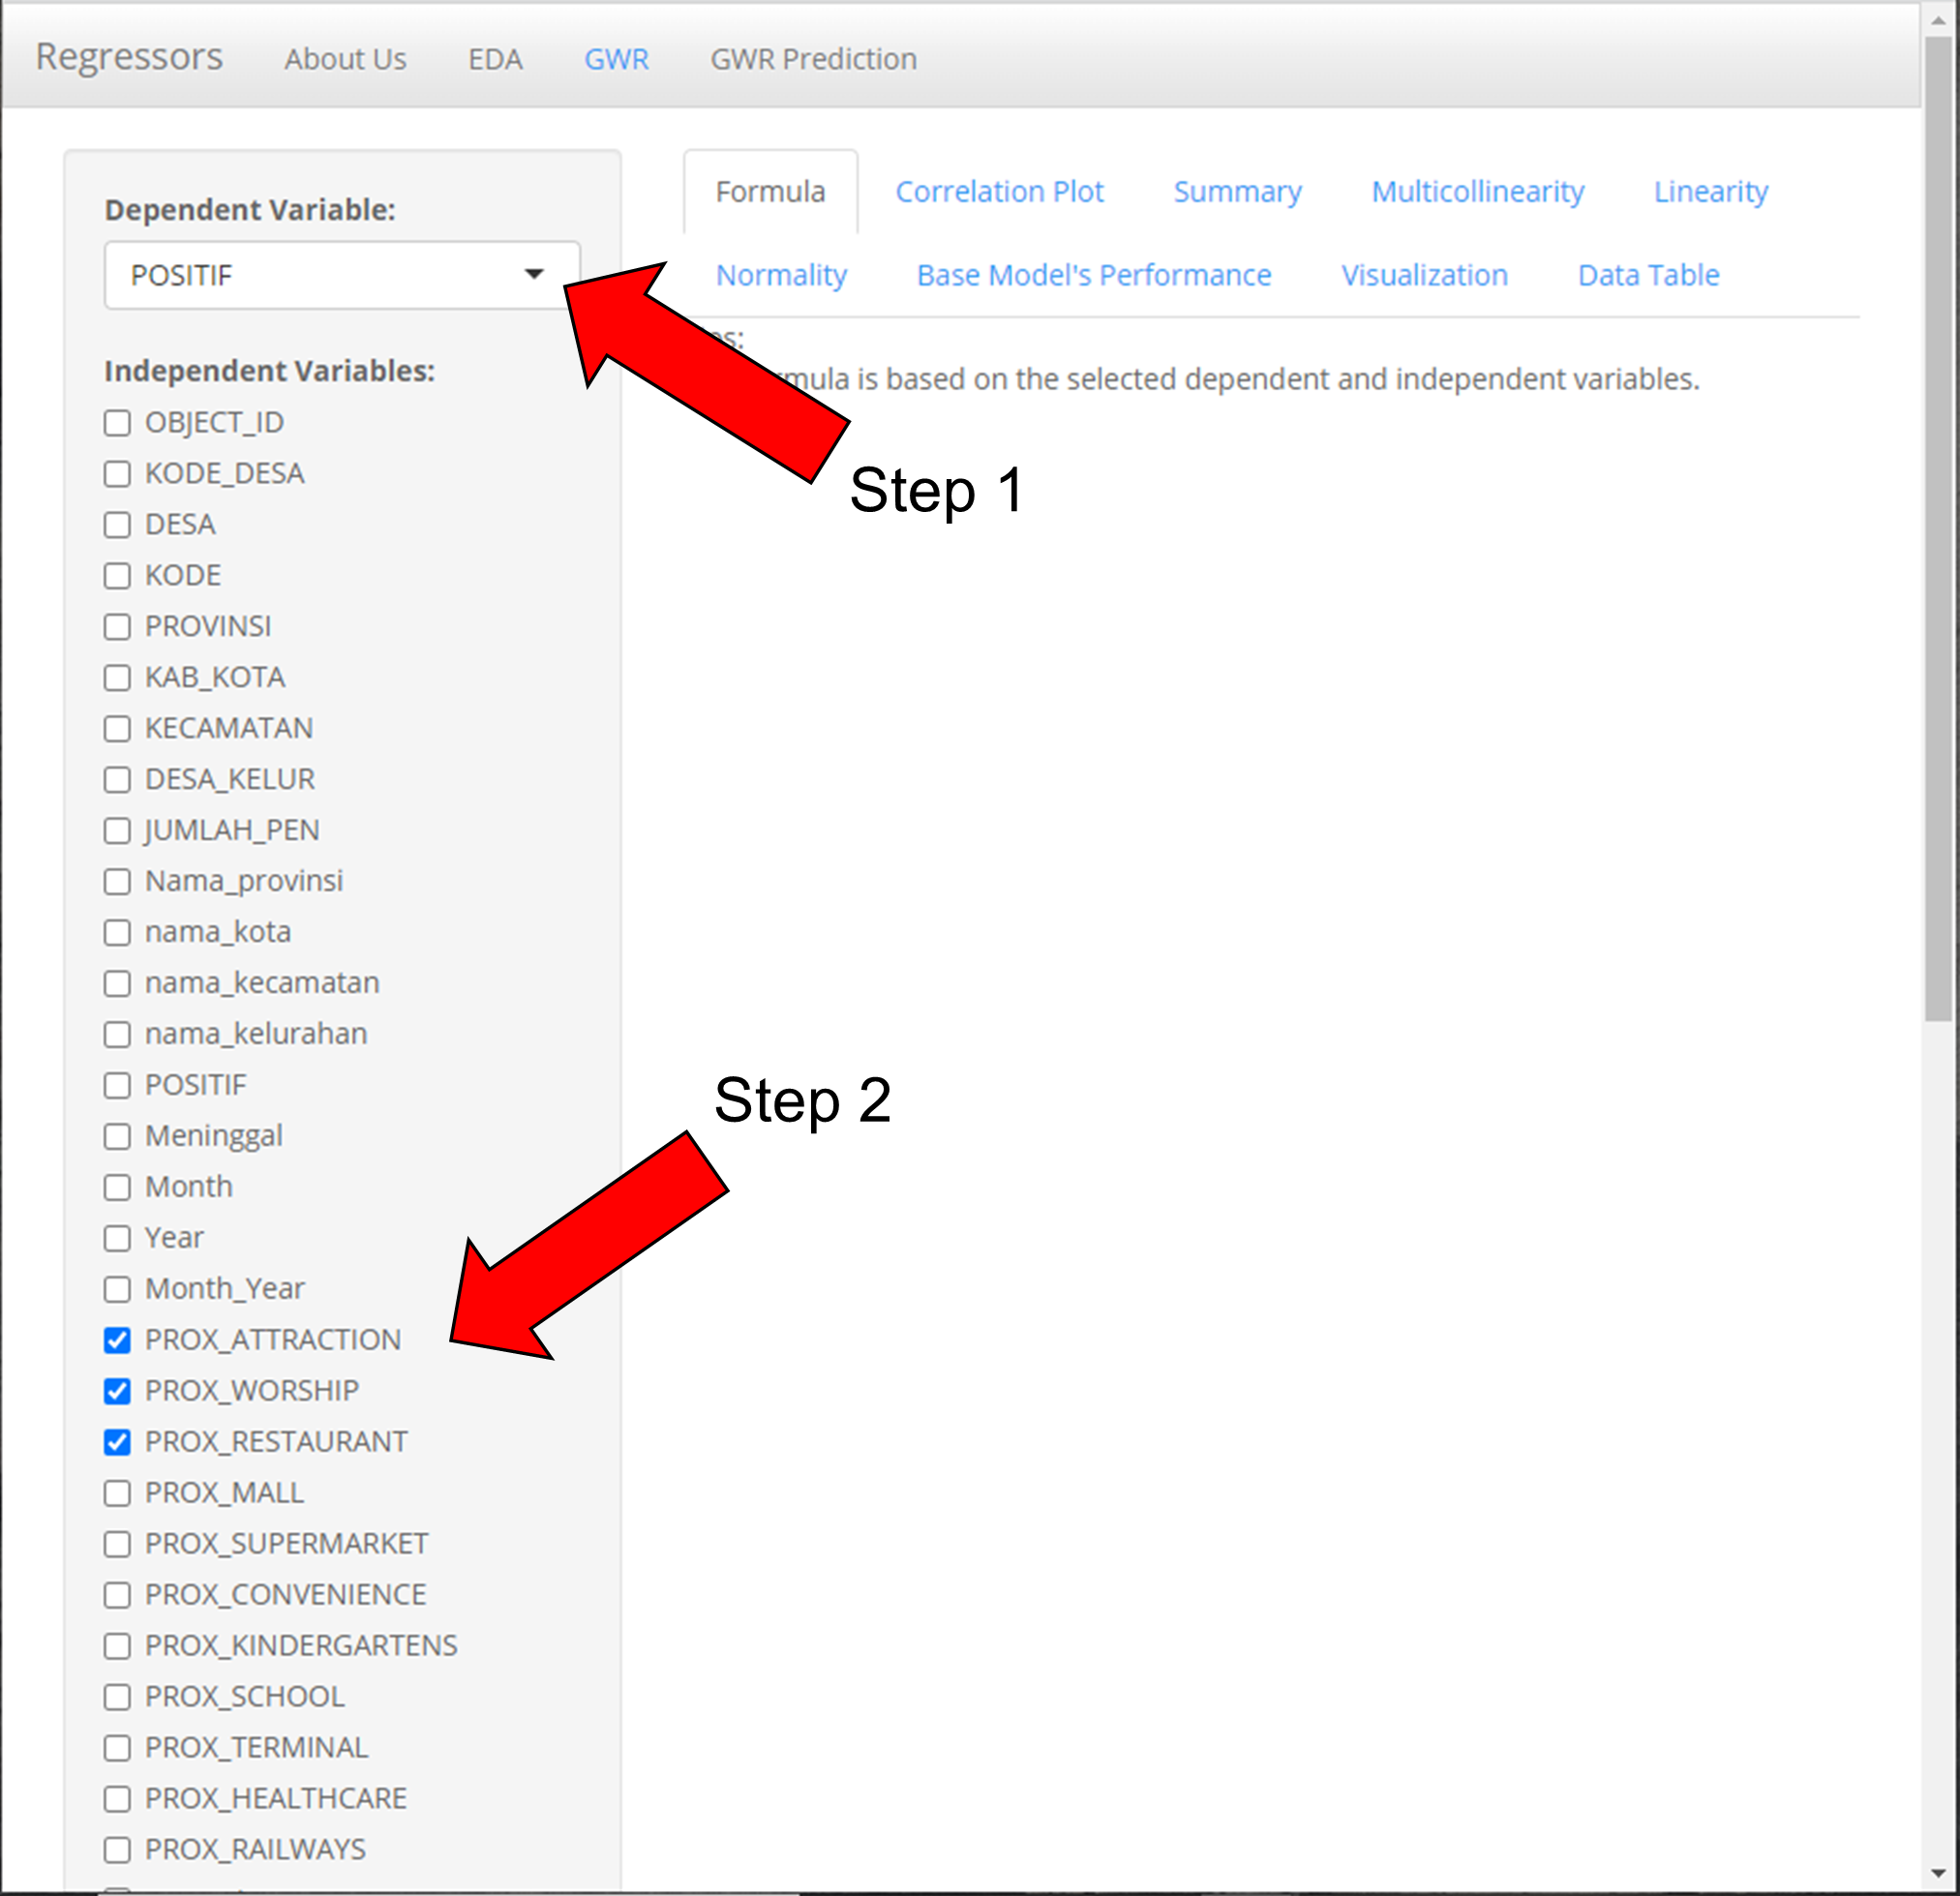 Regressors About Us EDA GWR GWR Prediction
Dependent Variable:
POSITIF
Independent Variables:
OBJECT_ID
KODE_DESA
DESA
KODE
PROVINSI
KAB_KOTA
KECAMATAN
DESA_KELUR
JUMLAH_PEN
Nama_provinsi
nama_kota
nama_kecamatan
nama_kelurahan
POSITIF
Meninggal
Month
Year
Month_Year
PROX_ATTRACTION
PROX_WORSHIP
PROX_RESTAURANT
PROX_MALL
PROX_SUPERMARKET
PROX_CONVENIENCE
PROX_KINDERGARTENS
PROX_SCHOOL
PROX_TERMINAL
PROX_HEALTHCARE
PROX_RAILWAYS
Formula Correlation Plot Summary Multicollinearity Linearity
Normality Base Model's Performance Visualization Data Table
is based on the selected dependent and independent variables.
Step 1
Step 2